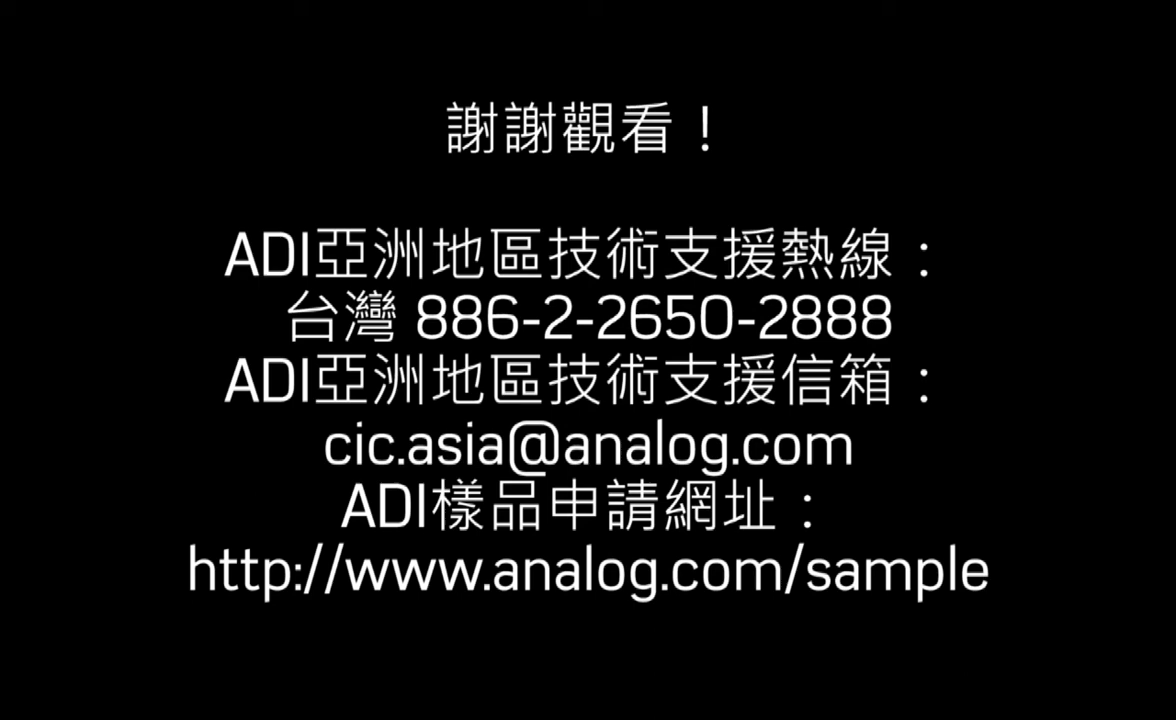 謝謝觀看！
ADI亞洲地區技術支援熱線：
台灣 886-2-2650-2888
ADI亞洲地區技術支援信箱：
cic.asia@analog.com
ADI樣品申請網址：
http://www.analog.com/sample